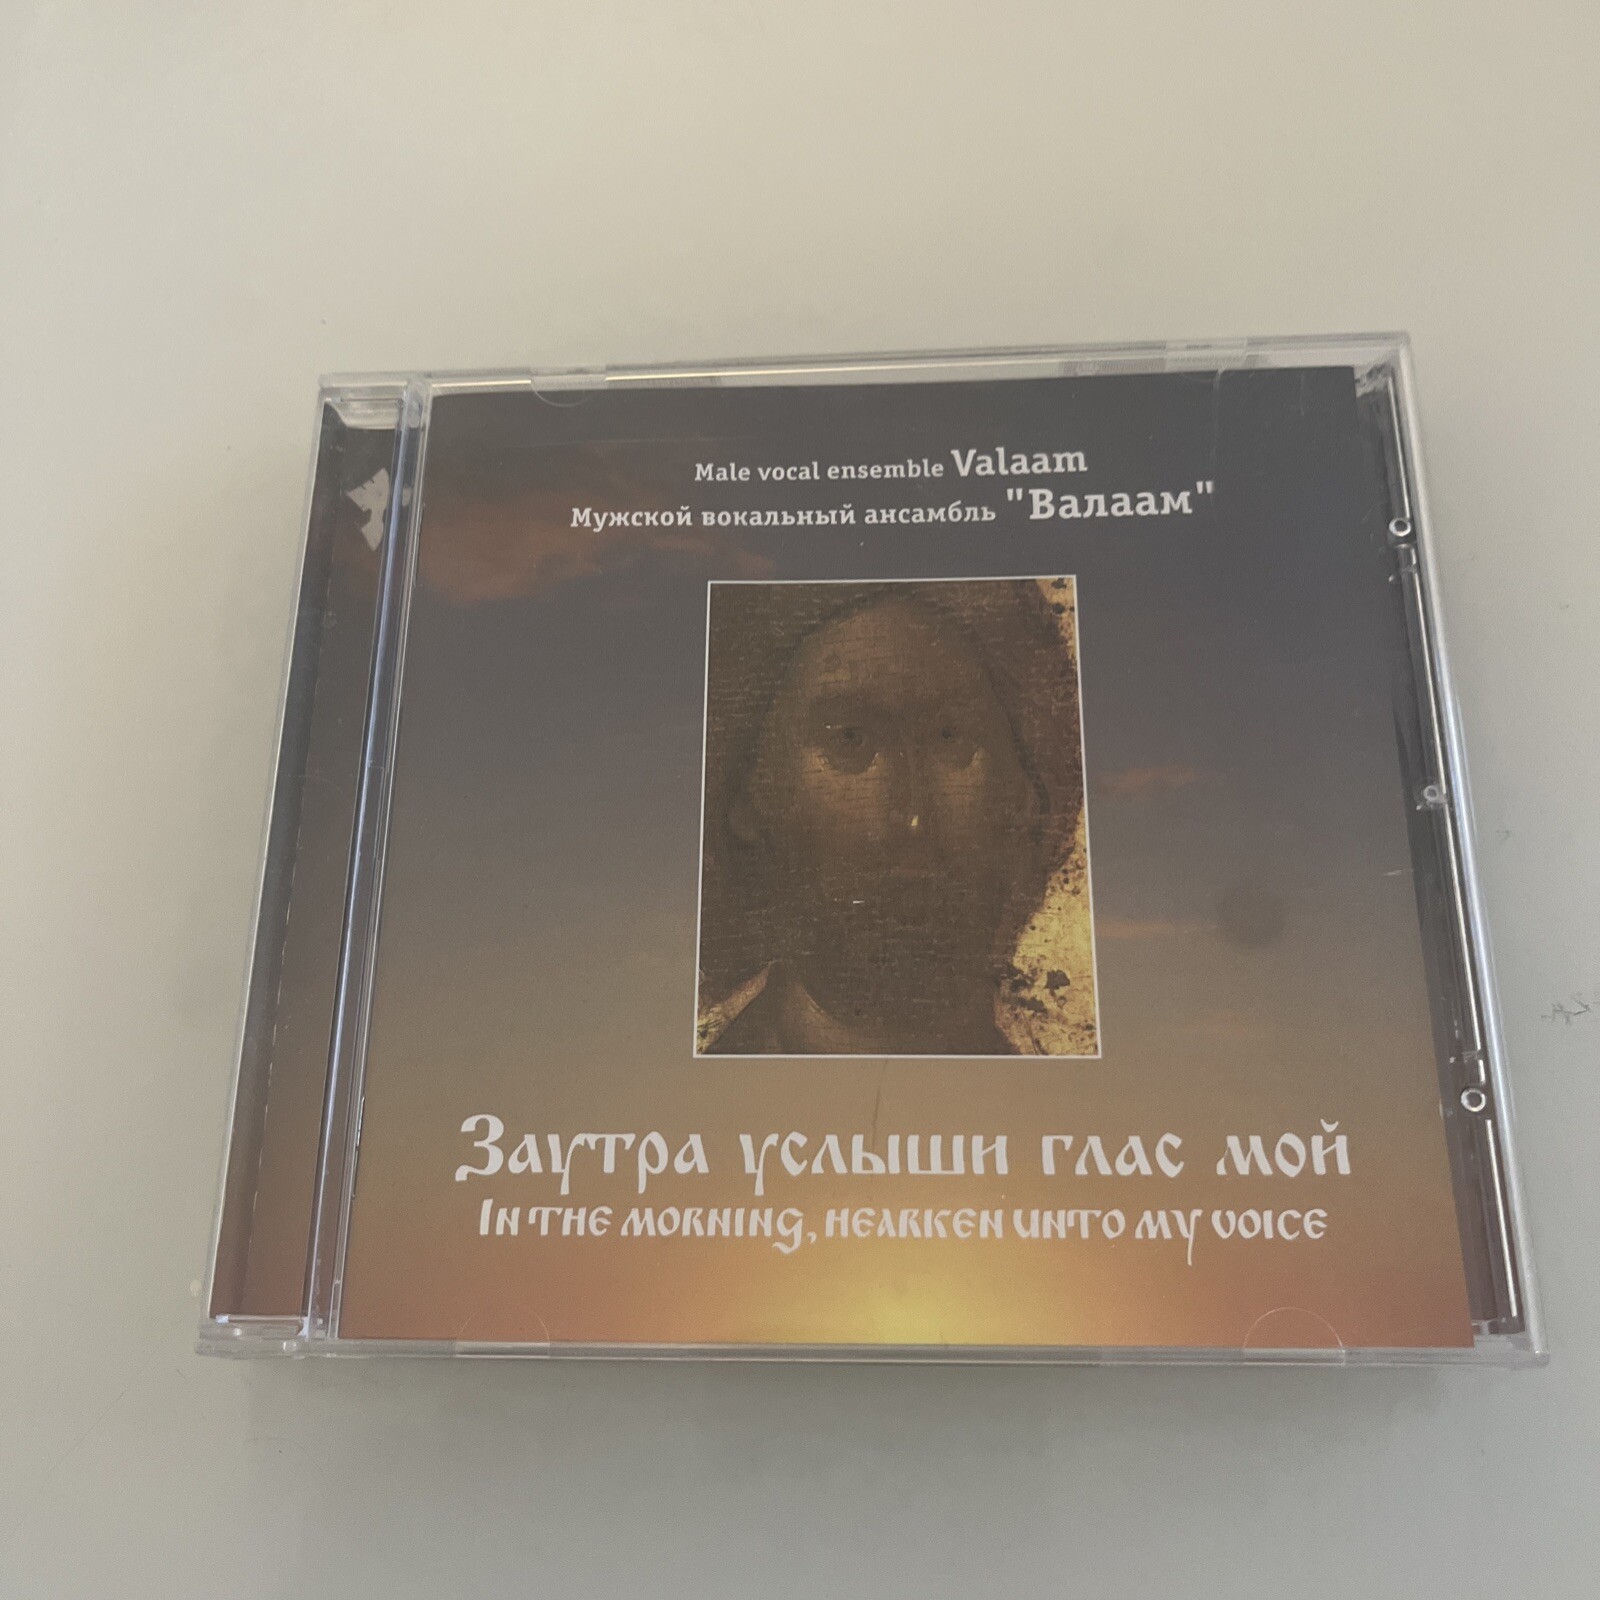 Male vocal ensemble Valaam
Мужской вокальный ансамбль "Валаам"
Заутра услыши глас мой
In the morning, hearken unto my voice